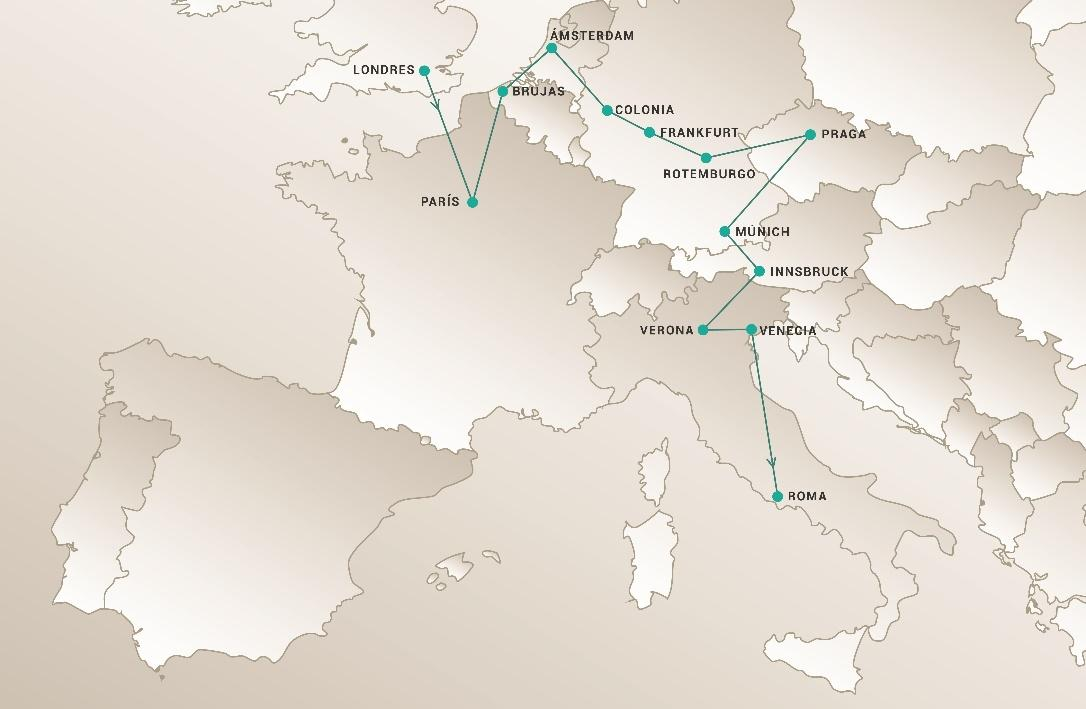 ÁMSTERDAM
LONDRES
BRUJAS
COLONIA
FRANKFURT
PRAGA
ROTEMBURGO
PARÍS
MÚNICH
INNSBRUCK
VERONA
VENECIA
ROMA